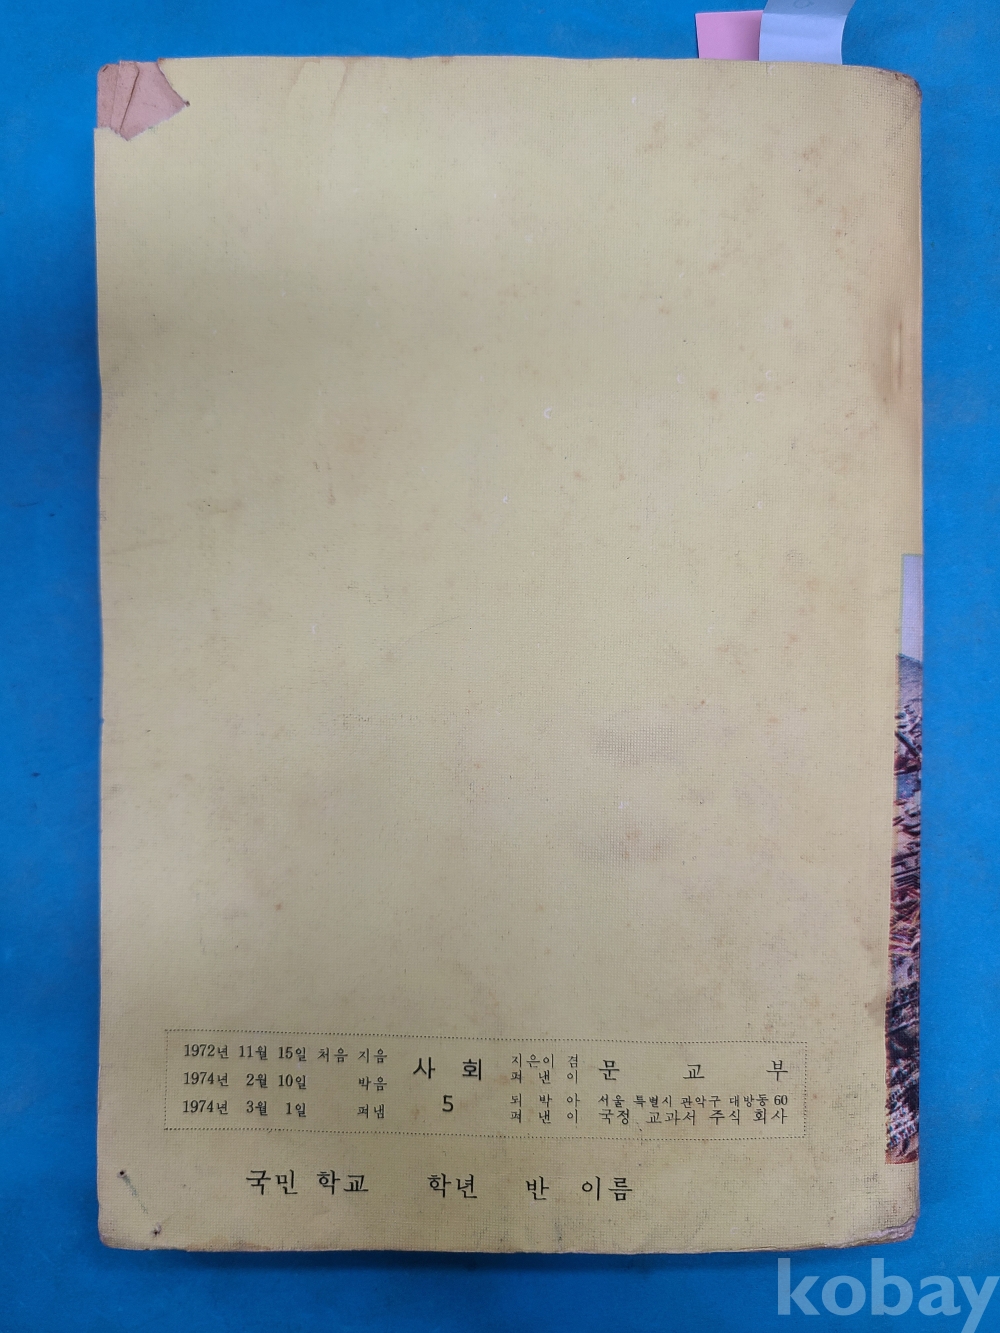 1972년 11월 15일 처음 지음
1974년 2월 10일 박음
1974년 3월 1일 펴냄
사 회
5
지은이 겸
펴 낸 이
문 교 부
되 박 아
펴 낸 이
서울 특별시 관악구 대방동 60
국정 교과서 주식 회사
국민 학교 학년 반 이름
kobay